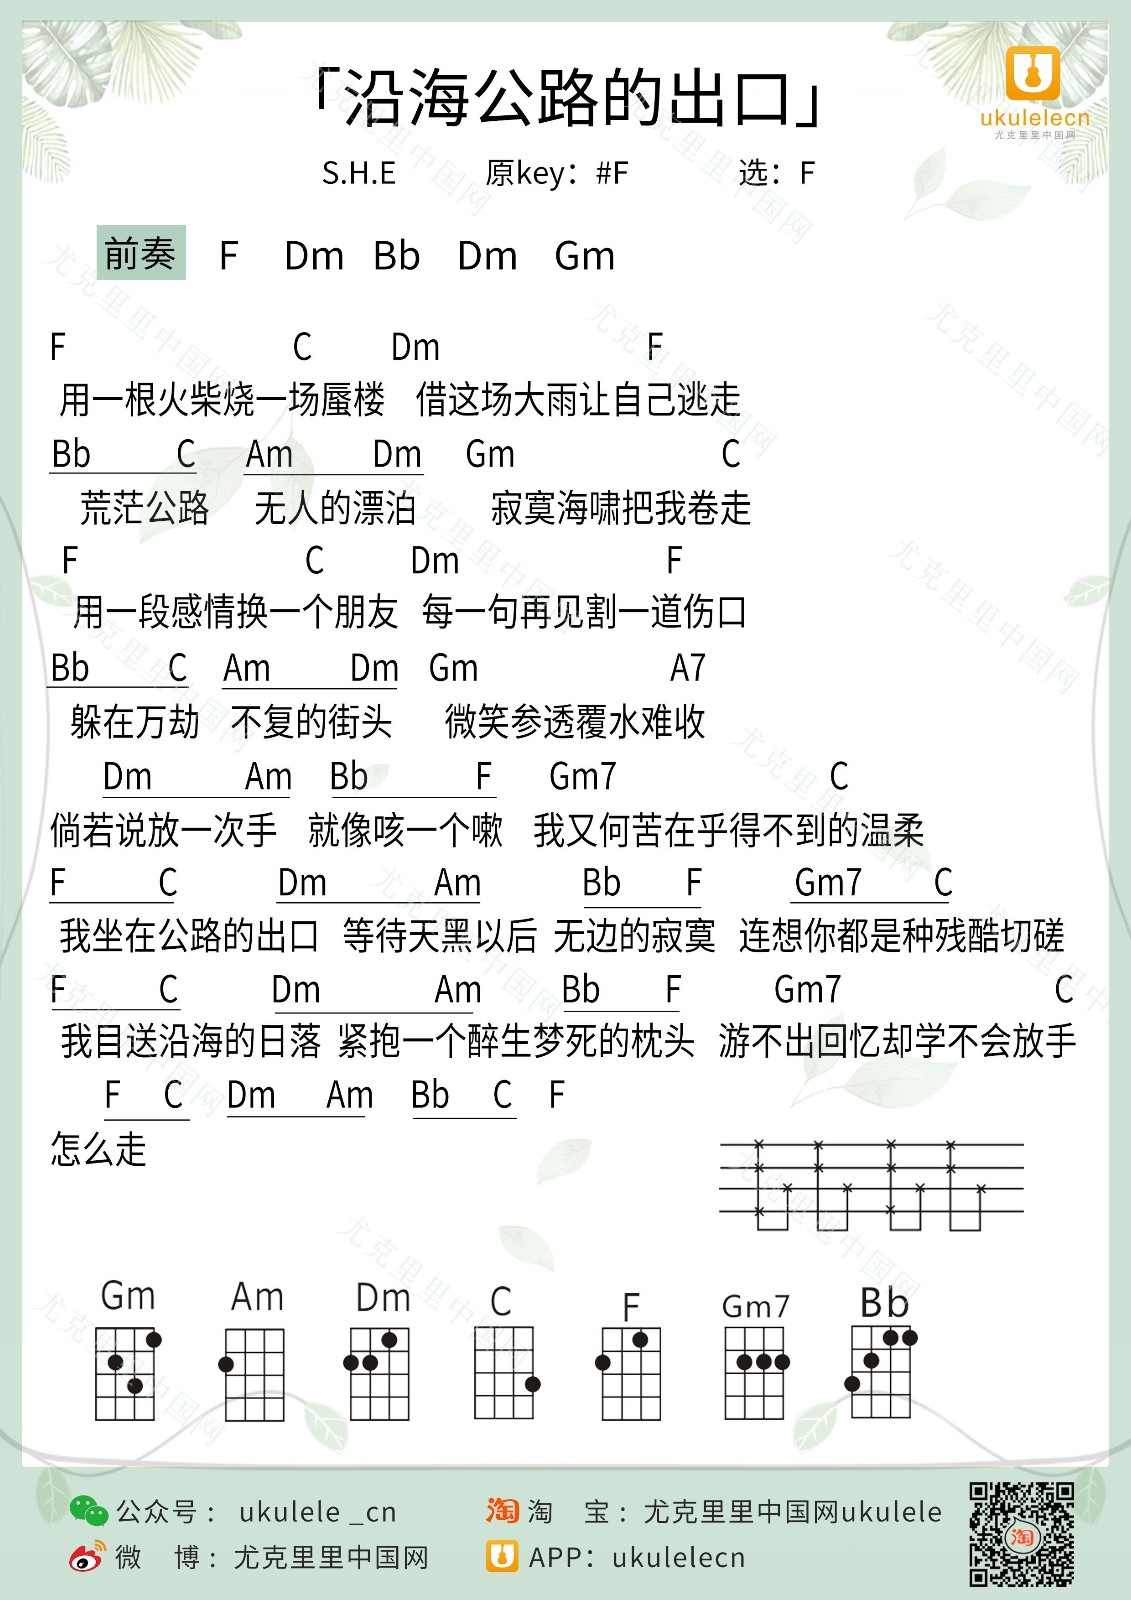 「沿海公路的出口」
ukulelecn
尤克里里中国网
S.H.E 原key：#F 选：F
前奏 F Dm Bb Dm Gm
F C Dm F
用一根火柴烧一场蜃楼 借这场大雨让自己逃走
Bb C Am Dm Gm C
荒茫公路 无人的漂泊 寂寞海啸把我卷走
F C Dm F
用一段感情换一个朋友 每一句再见割一道伤口
Bb C Am Dm Gm A7
躲在万劫 不复的街头 微笑参透覆水难收
Dm Am Bb F Gm7 C
倘若说放一次手 就像咳一个嗽 我又何苦在乎得不到的温柔
F C Dm Am Bb F Gm7 C
我坐在公路的出口 等待天黑以后 无边的寂寞 连想你都是种残酷切磋
F C Dm Am Bb F Gm7 C
我目送沿海的日落 紧抱一个醉生梦死的枕头 游不出回忆却学不会放手
F C Dm Am Bb C F
怎么走
Gm Am Dm C F Gm7 Bb
公众号： ukulele _cn 淘 淘 宝：尤克里里中国网ukulele
微 博：尤克里里中国网 APP：ukulelecn
淘